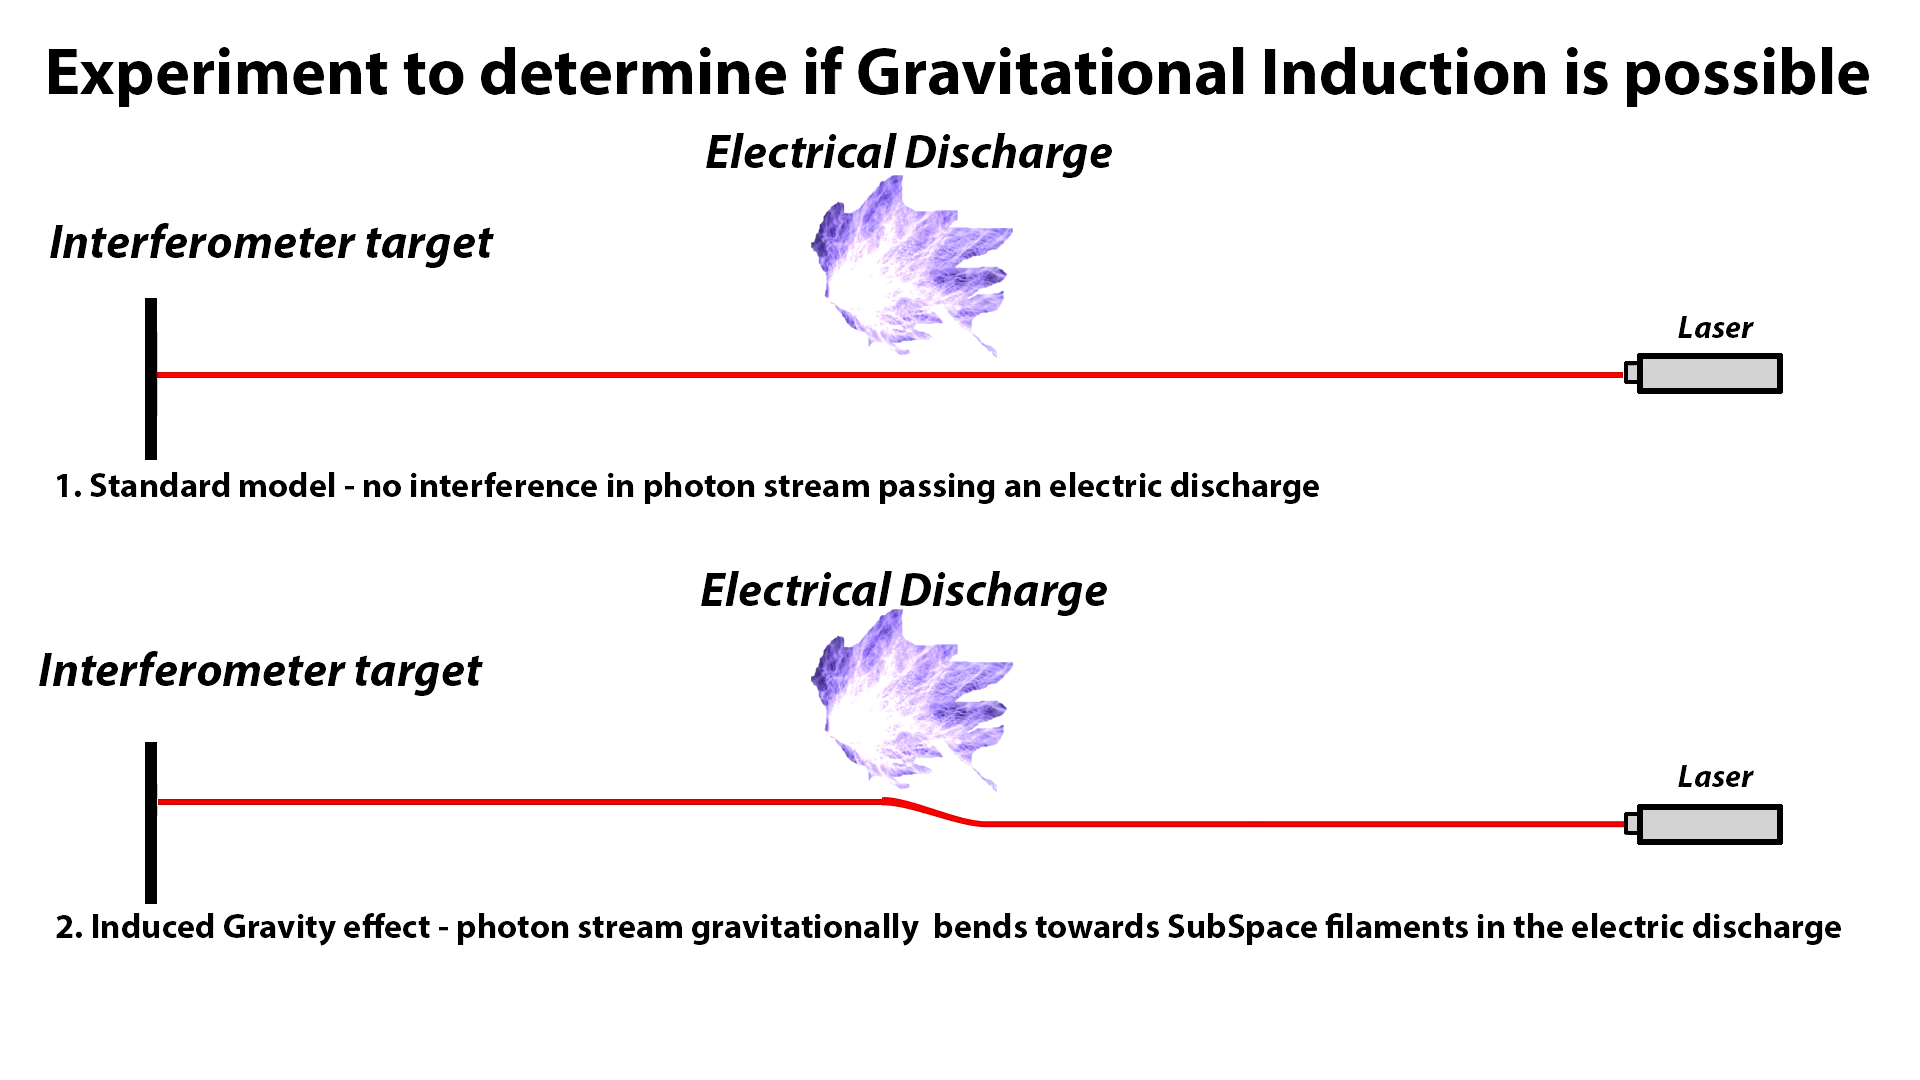 Experiment to determine if Gravitational Induction is possible
Electrical Discharge
Interferometer target
Laser
1. Standard model - no interference in photon stream passing an electric discharge
Electrical Discharge
Interferometer target
Laser
2. Induced Gravity effect - photon stream gravitationally  bends towards SubSpace filaments in the electric discharge